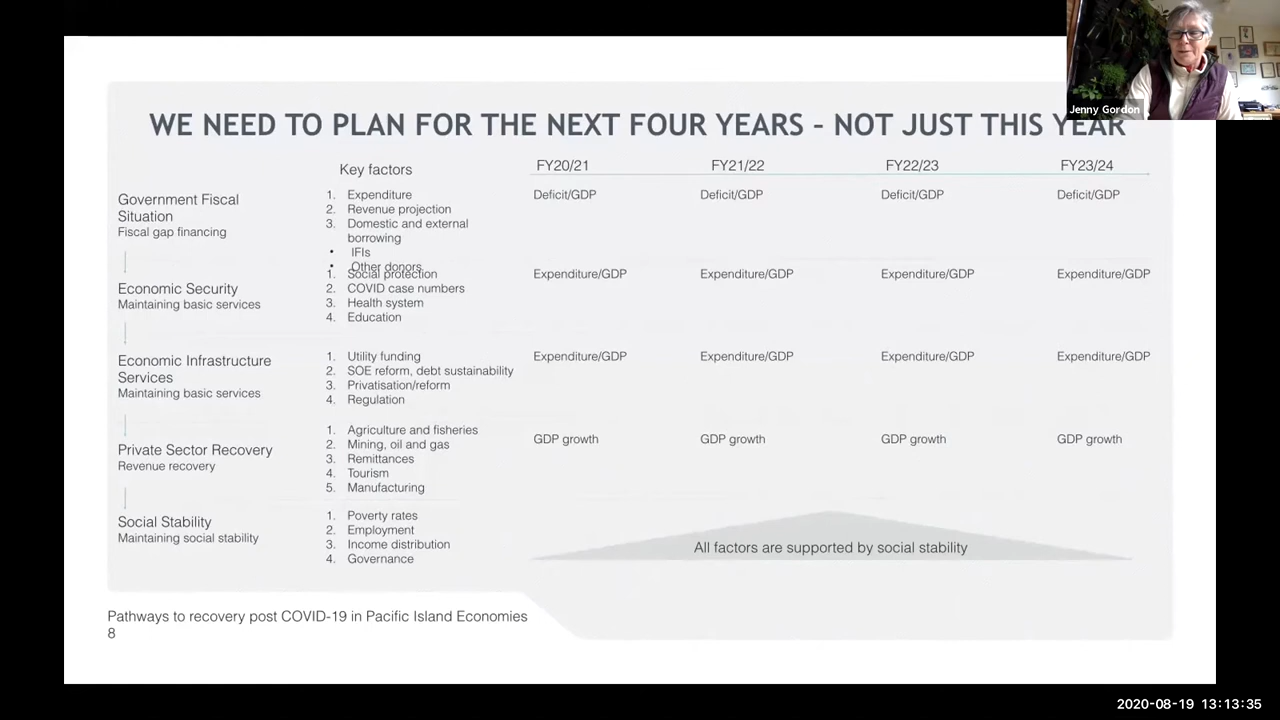 Jenny Gordon
WE NEED TO PLAN FOR THE NEXT FOUR YEARS - NOT JUST THIS YEAR
Key factors
FY20/21
FY21/22
FY22/23
FY23/24
Government Fiscal
Situation
Fiscal gap financing
1. Expenditure
2. Revenue projection
3. Domestic and external
borrowing
• IFIs
• Other donors
Deficit/GDP
Deficit/GDP
Deficit/GDP
Deficit/GDP
Economic Security
Maintaining basic services
1. Social protection
2. COVID case numbers
3. Health system
4. Education
Expenditure/GDP
Expenditure/GDP
Expenditure/GDP
Expenditure/GDP
Economic Infrastructure
Services
Maintaining basic services
1. Utility funding
2. SOE reform, debt sustainability
3. Privatisation/reform
4. Regulation
Expenditure/GDP
Expenditure/GDP
Expenditure/GDP
Expenditure/GDP
Private Sector Recovery
Revenue recovery
1. Agriculture and fisheries
2. Mining, oil and gas
3. Remittances
4. Tourism
5. Manufacturing
GDP growth
GDP growth
GDP growth
GDP growth
Social Stability
Maintaining social stability
1. Poverty rates
2. Employment
3. Income distribution
4. Governance
All factors are supported by social stability
Pathways to recovery post COVID-19 in Pacific Island Economies
8
2020-08-19 13:13:35